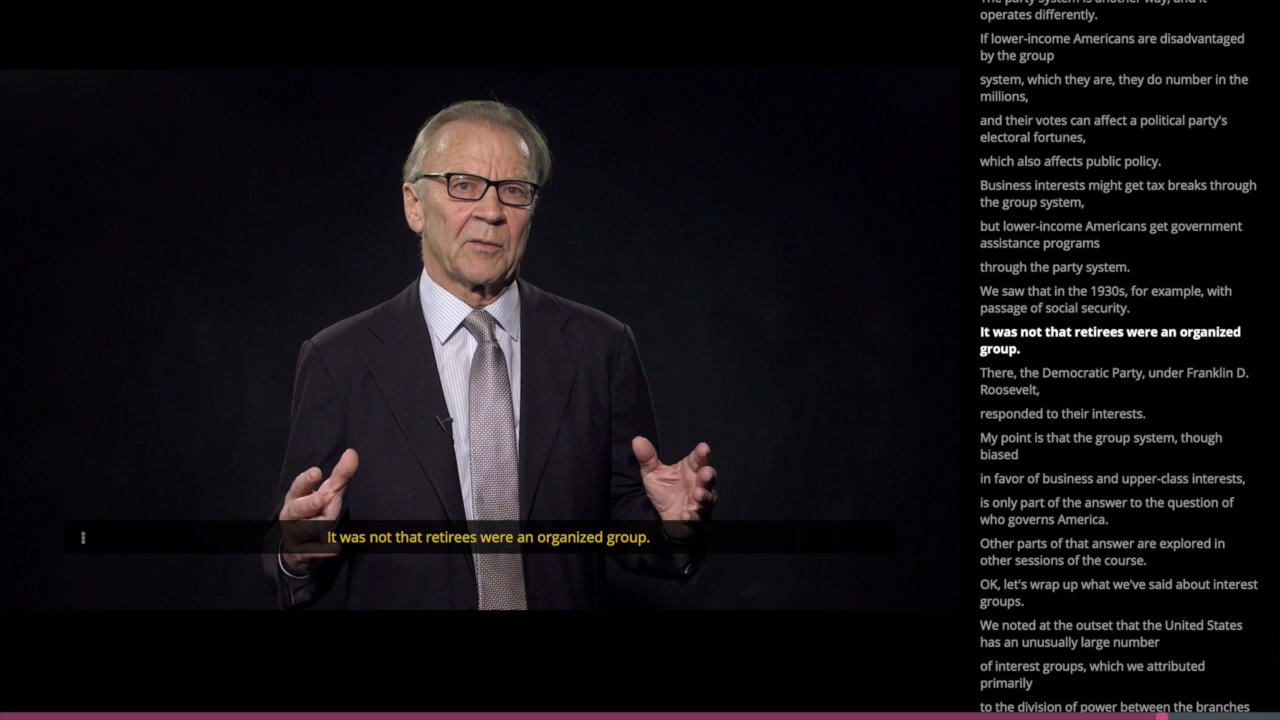 It was not that retirees were an organized group.
operates differently.
If lower-income Americans are disadvantaged
by the group
system, which they are, they do number in the
millions,
and their votes can affect a political party's
electoral fortunes,
which also affects public policy.
Business interests might get tax breaks through
the group system,
but lower-income Americans get government
assistance programs
through the party system.
We saw that in the 1930s, for example, with
passage of social security.
It was not that retirees were an organized
group.
There, the Democratic Party, under Franklin D.
Roosevelt,
responded to their interests.
My point is that the group system, though
biased
in favor of business and upper-class interests,
is only part of the answer to the question of
who governs America.
Other parts of that answer are explored in
other sessions of the course.
OK, let's wrap up what we've said about interest
groups.
We noted at the outset that the United States
has an unusually large number
of interest groups, which we attributed
primarily
to the division of power between the branches